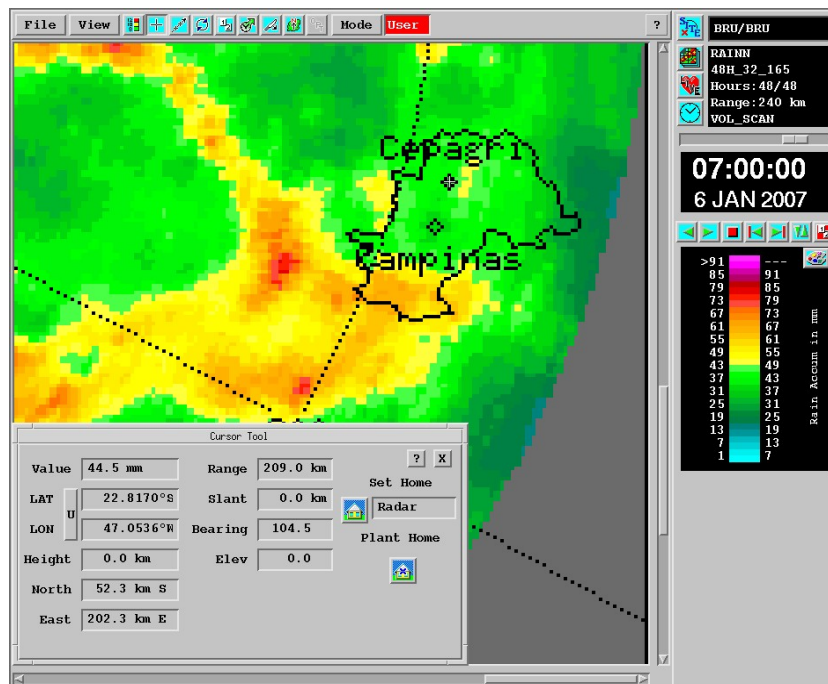 File View Mode User ?
BRU/BRU
RAINN
48H_32_165
Hours:48/48
Range:240 km
VOL_SCAN
07:00:00
6 JAN 2007
>91 ---
85 91
79 85
73 79
67 73
61 67
55 61
49 55
43 49
37 43
31 37
25 31
19 25
13 19
7 13
1 7
Rain Accum in mm
Cepagri
Campinas
Cursor Tool
? X
Value 44.5 mm Range 209.0 km
Set Home
LAT 22.8170°S Slant 0.0 km
U
Radar
LON 47.0536°W Bearing 104.5
Plant Home
Height 0.0 km Elev 0.0
North 52.3 km S
East 202.3 km E